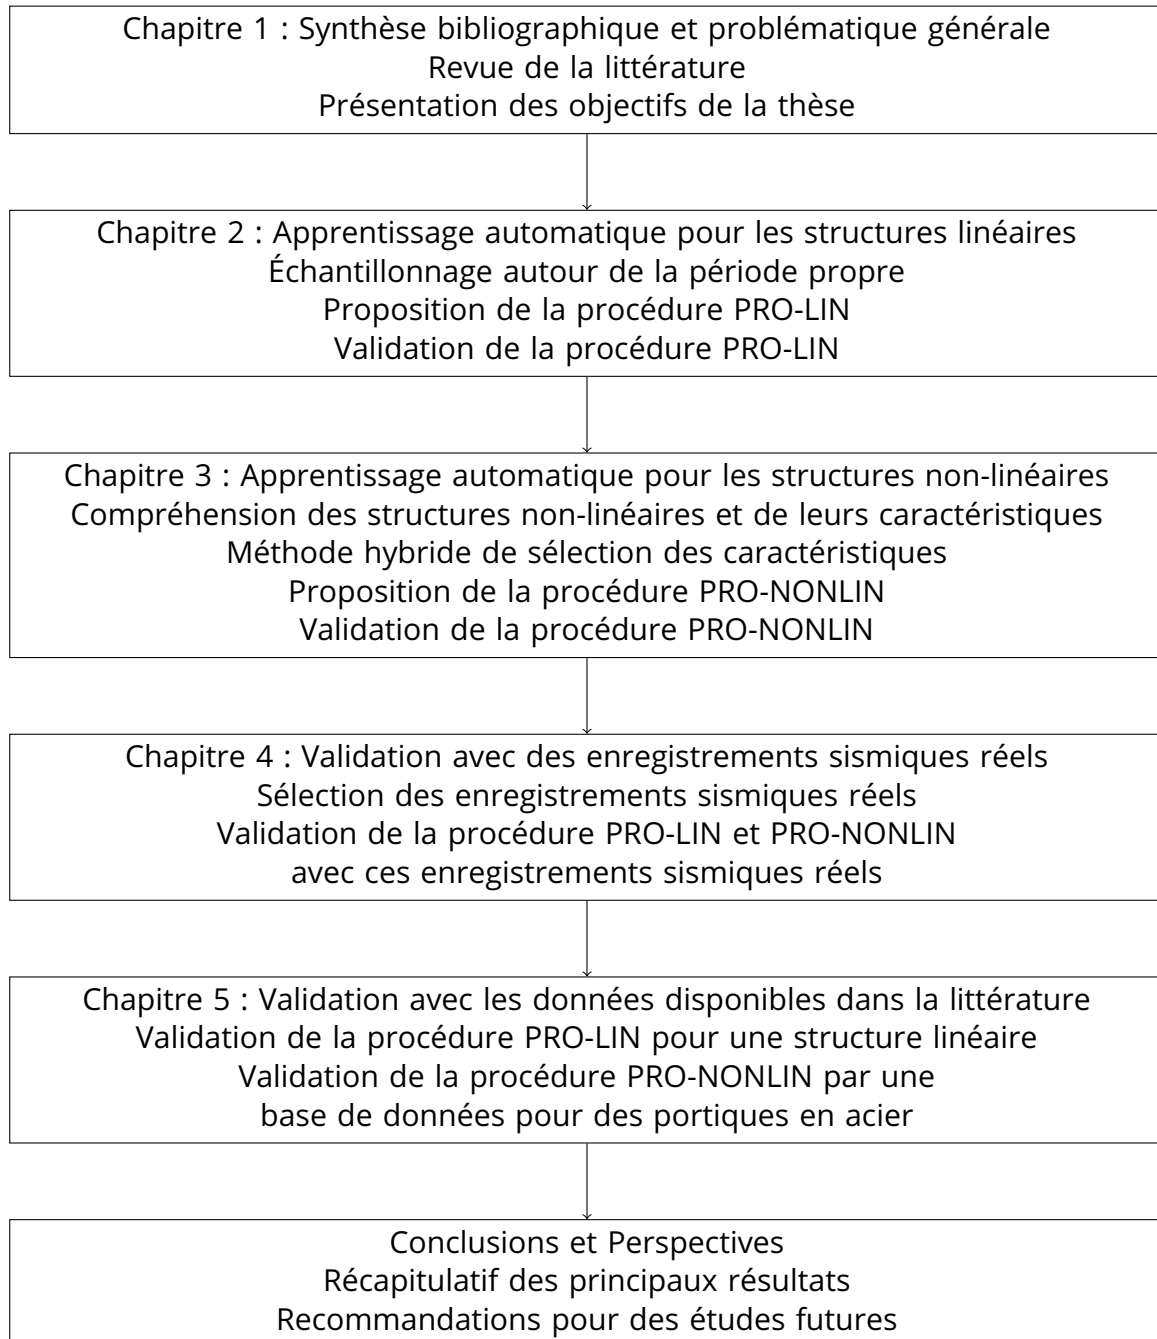 Chapitre 1 : Synthèse bibliographique et problématique générale
Revue de la littérature
Présentation des objectifs de la thèse
Chapitre 2 : Apprentissage automatique pour les structures linéaires
Échantillonnage autour de la période propre
Proposition de la procédure PRO-LIN
Validation de la procédure PRO-LIN
Chapitre 3 : Apprentissage automatique pour les structures non-linéaires
Compréhension des structures non-linéaires et de leurs caractéristiques
Méthode hybride de sélection des caractéristiques
Proposition de la procédure PRO-NONLIN
Validation de la procédure PRO-NONLIN
Chapitre 4 : Validation avec des enregistrements sismiques réels
Sélection des enregistrements sismiques réels
Validation de la procédure PRO-LIN et PRO-NONLIN
avec ces enregistrements sismiques réels
Chapitre 5 : Validation avec les données disponibles dans la littérature
Validation de la procédure PRO-LIN pour une structure linéaire
Validation de la procédure PRO-NONLIN par une
base de données pour des portiques en acier
Conclusions et Perspectives
Récapitulatif des principaux résultats
Recommandations pour des études futures